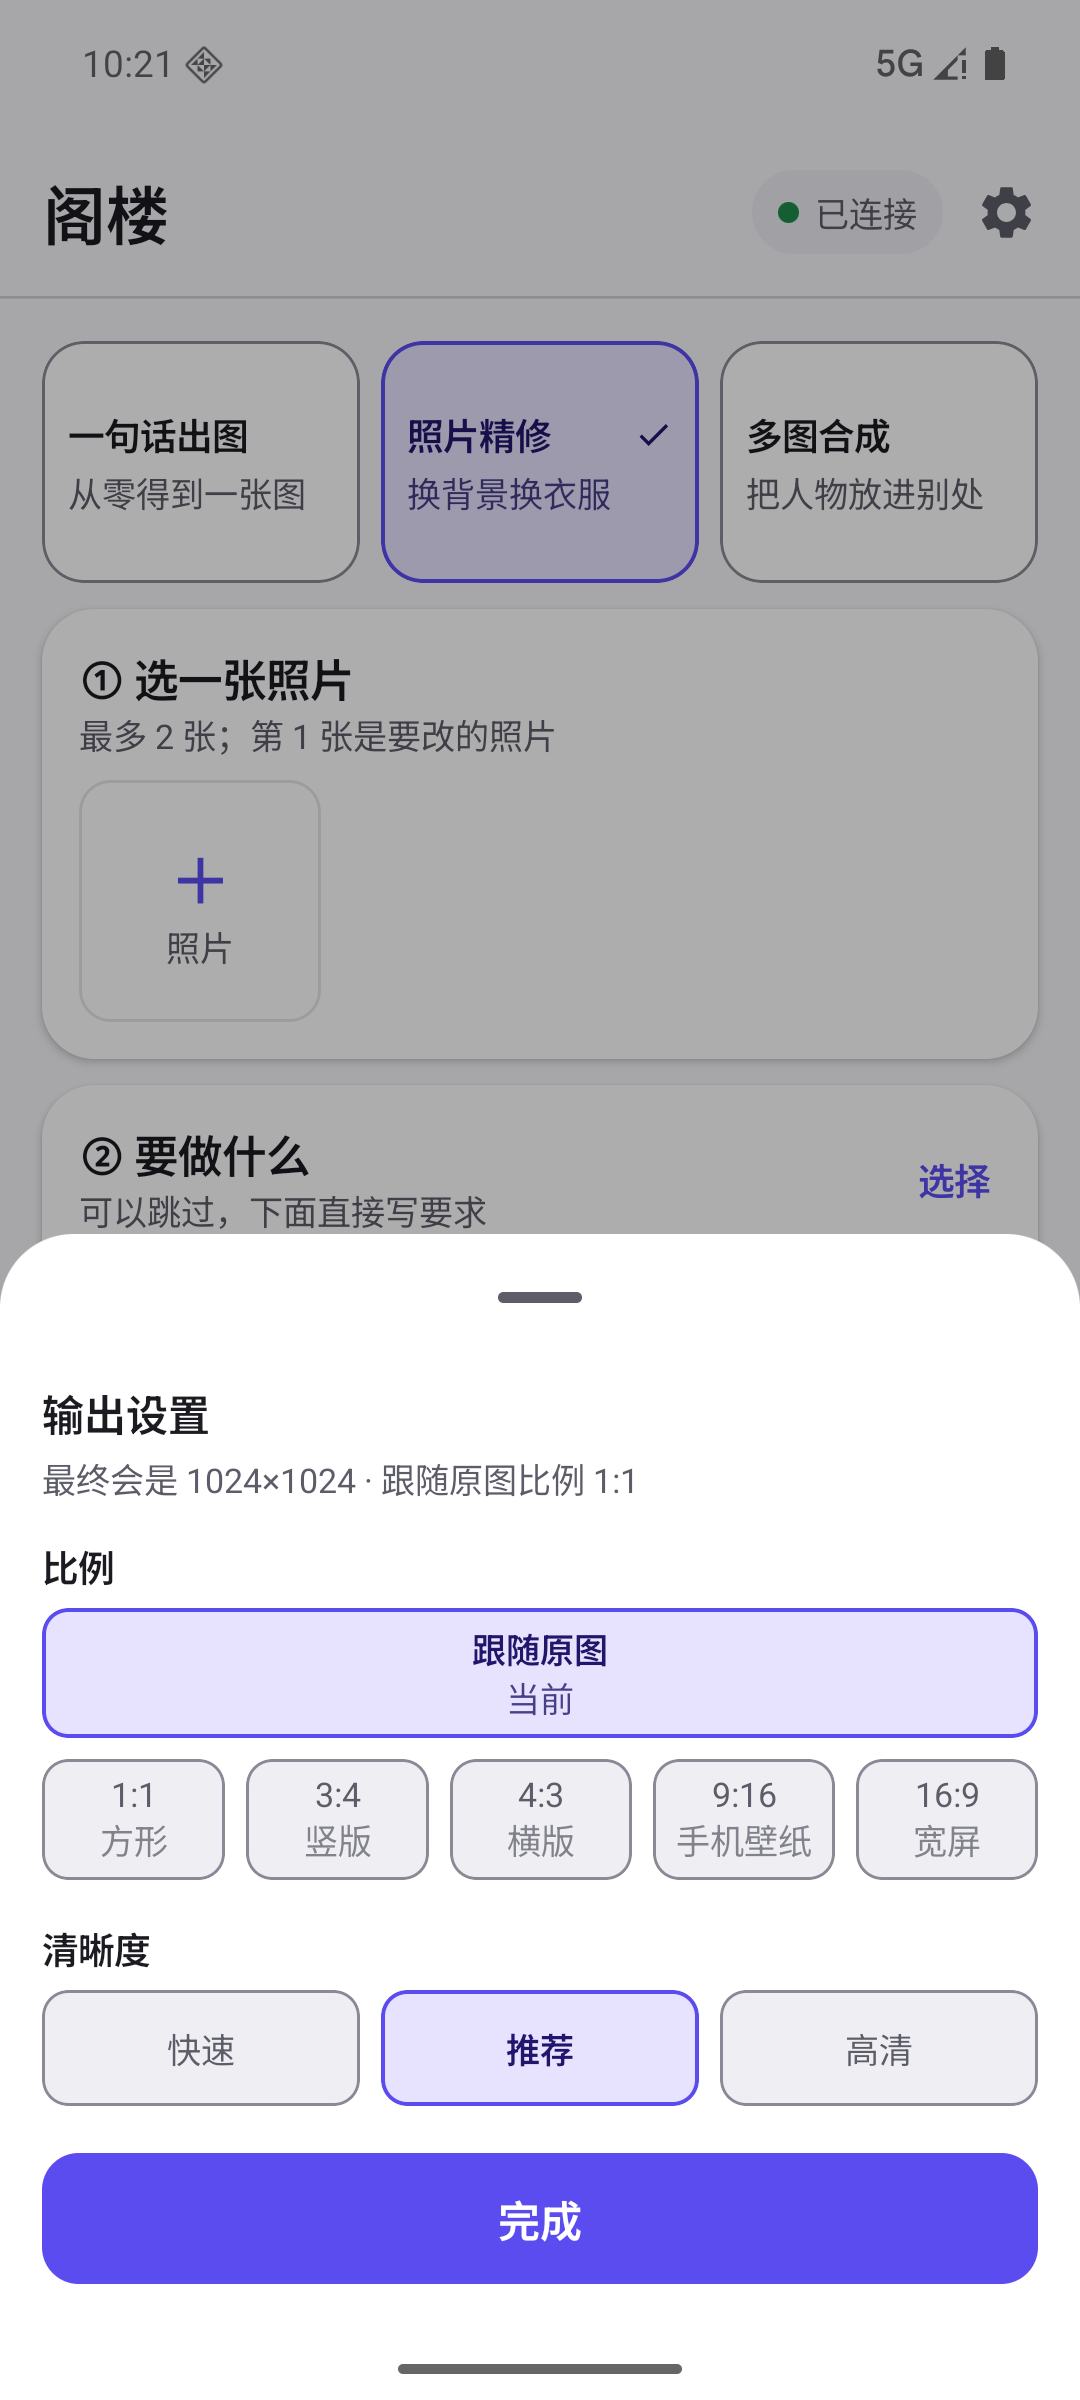 10:21
5G
阁楼
已连接
一句话出图
从零得到一张图
照片精修
换背景换衣服
多图合成
把人物放进别处
① 选一张照片
最多 2 张；第 1 张是要改的照片
照片
② 要做什么
可以跳过，下面直接写要求
选择
输出设置
最终会是 1024×1024 · 跟随原图比例 1:1
比例
跟随原图
当前
1:1
方形
3:4
竖版
4:3
横版
9:16
手机壁纸
16:9
宽屏
清晰度
快速
推荐
高清
完成